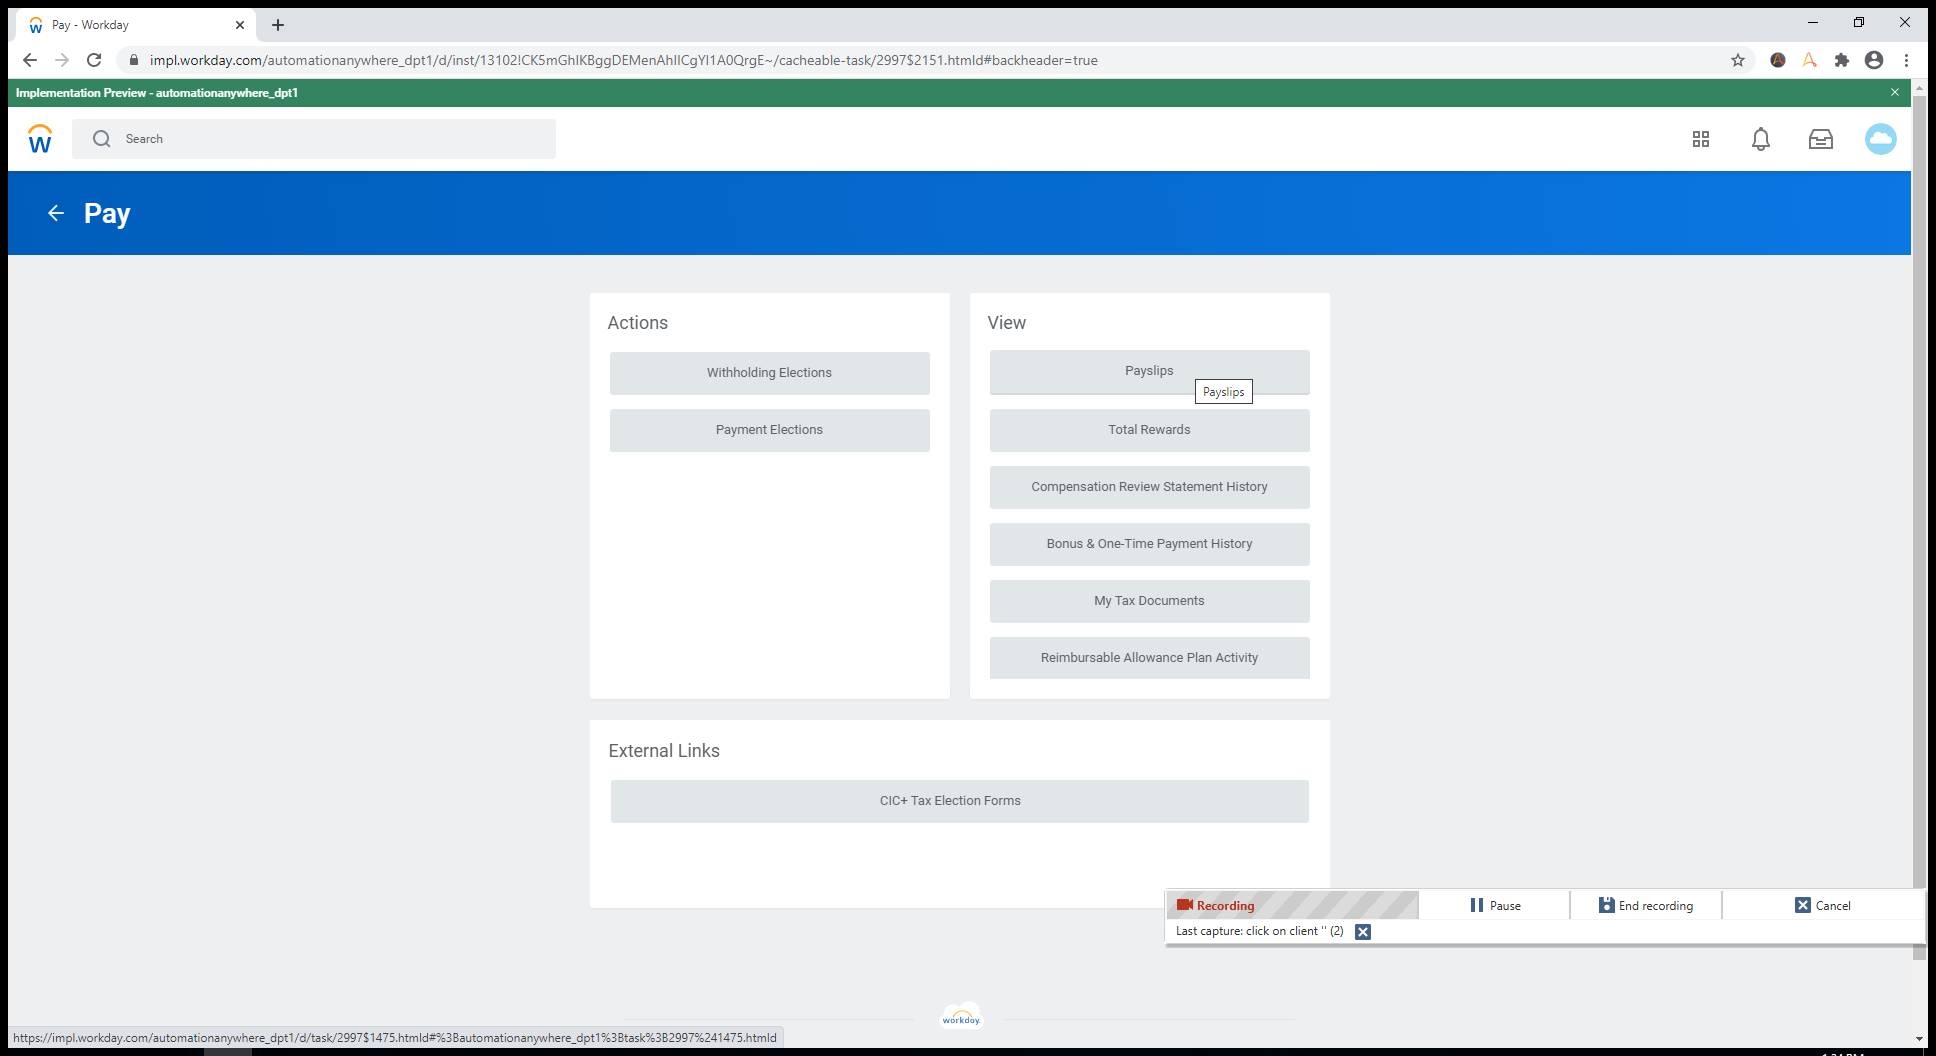 Pay - Workday
impl.workday.com/automationanywhere_dpt1/d/inst/13102!CK5mGhIKBggDEMenAhIICgYI1A0QrgE~/cacheable-task/2997$2151.htmld#backheader=true
Implementation Preview - automationanywhere_dpt1
Search
Pay
Actions
Withholding Elections
Payment Elections
View
Payslips
Payslips
Total Rewards
Compensation Review Statement History
Bonus & One-Time Payment History
My Tax Documents
Reimbursable Allowance Plan Activity
External Links
CIC+ Tax Election Forms
Recording
Pause
End recording
Cancel
Last capture: click on client '' (2)
workday.
https://impl.workday.com/automationanywhere_dpt1/d/task/2997$1475.htmld#%3Bautomationanywhere_dpt1%3Btask%3B2997%241475.htmld